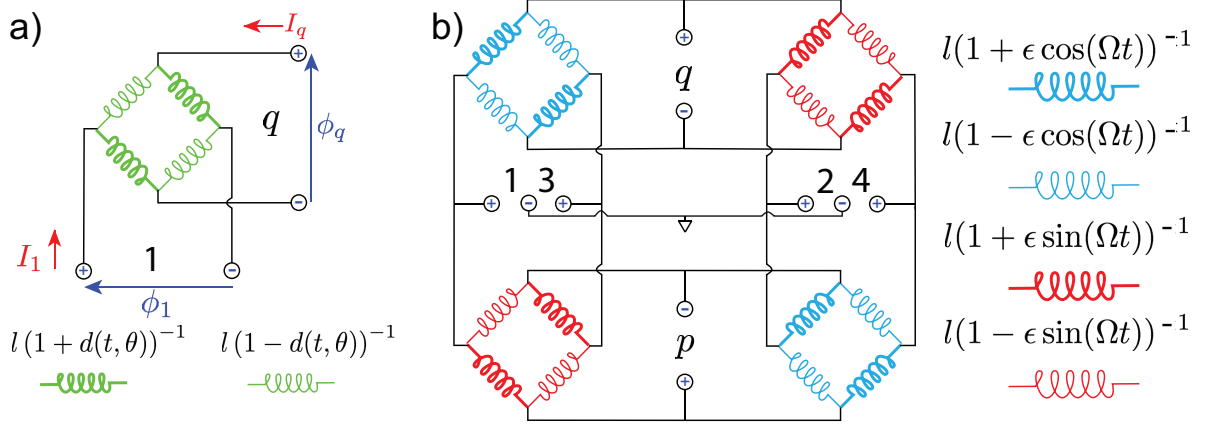 a)
I_q
+
q
ϕ_q
−
I_1
+ 1 −
ϕ_1
l (1 + d(t, θ))^{−1}
l (1 − d(t, θ))^{−1}
b)
+
q
−
1 3
+ − +
2 4
+ − +
−
p
+
l(1 + ϵ cos(Ωt))^{-1}
l(1 − ϵ cos(Ωt))^{-1}
l(1 + ϵ sin(Ωt))^{-1}
l(1 − ϵ sin(Ωt))^{-1}